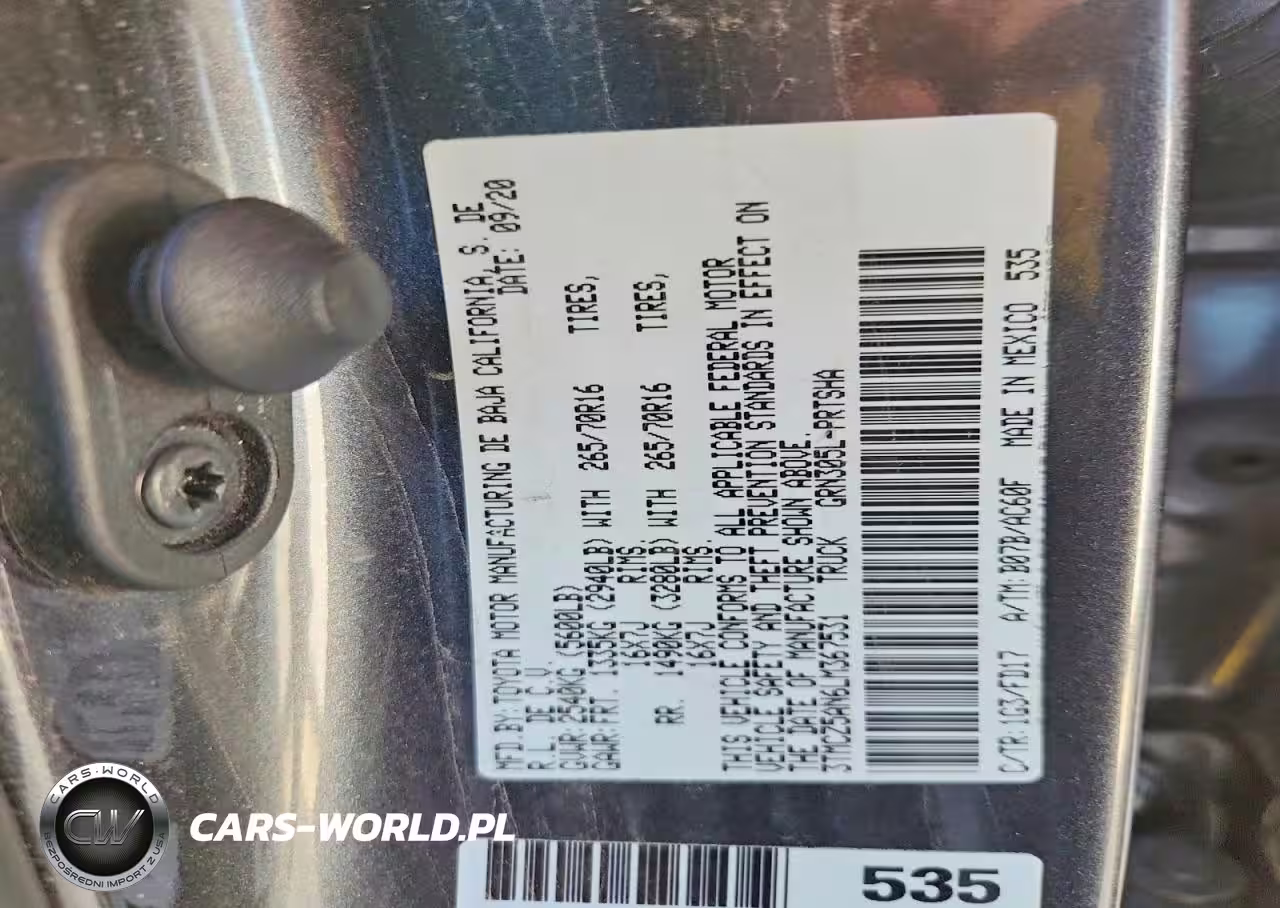 MFD.BY:TOYOTA MOTOR MANUFACTURING DE BAJA CALIFORNIA, S. DE
R.L. DE C.V. DATE: 09/20
GVWR:2540KG (5600LB)
GAWR:FRT. 1335KG (2940LB) WITH 265/70R16 TIRES,
16X7J RIMS.
RR. 1490KG (3280LB) WITH 265/70R16 TIRES,
16X7J RIMS.
THIS VEHICLE CONFORMS TO ALL APPLICABLE FEDERAL MOTOR
VEHICLE SAFETY AND THEFT PREVENTION STANDARDS IN EFFECT ON
THE DATE OF MANUFACTURE SHOWN ABOVE.
3TMCZ5AN6LM367531 TRUCK GRN305L-PRTSHA
C/TR:1G3/FD17 A/TM:B07B/AC60F MADE IN MEXICO 535
535
CARS-WORLD
CW
BEZPOŚREDNI IMPORT Z USA
CARS-WORLD.PL